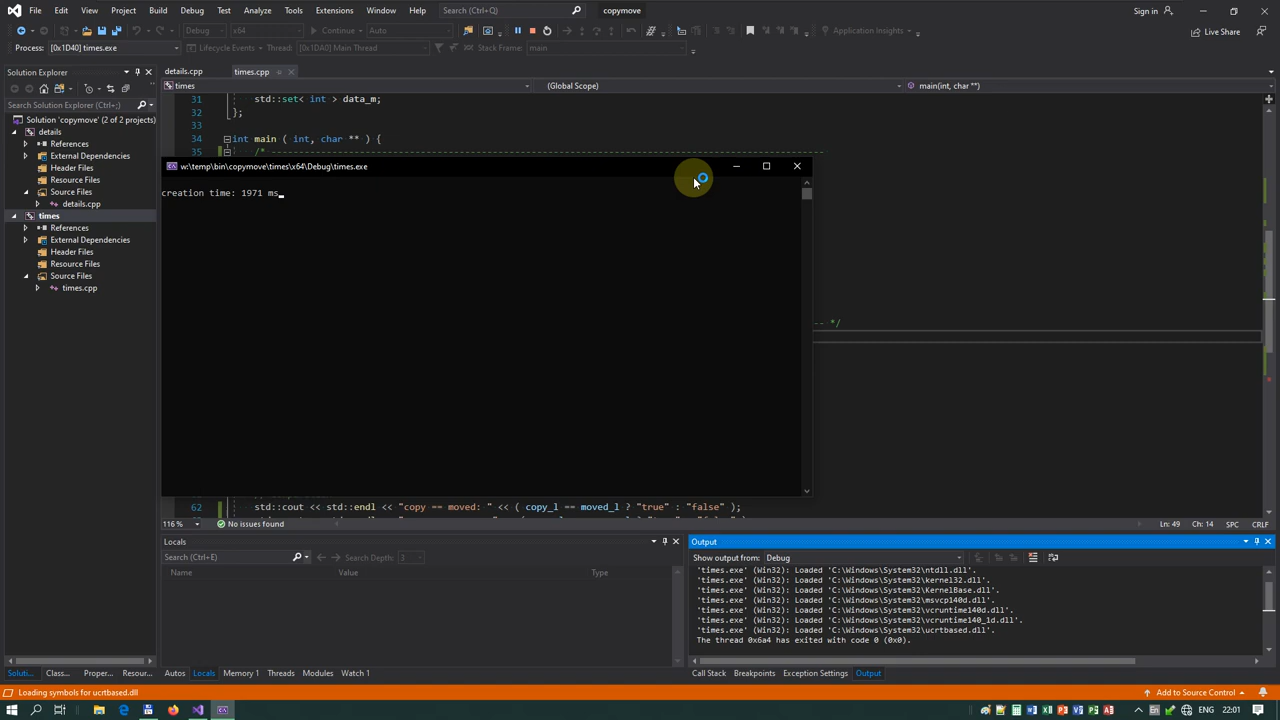 File Edit View Project Build Debug Test Analyze Tools Extensions Window Help Search (Ctrl+Q) copymove Sign in
Debug x64 Continue Auto Application Insights Live Share
Process: [0x1D40] times.exe Lifecycle Events Thread: [0x1DA0] Main Thread Stack Frame: main
Solution Explorer
Search Solution Explorer (Ctrl+;)
Solution 'copymove' (2 of 2 projects)
details
References
External Dependencies
Header Files
Resource Files
Source Files
details.cpp
times
References
External Dependencies
Header Files
Resource Files
Source Files
times.cpp
details.cpp times.cpp
times (Global Scope) main(int, char **)
31 std::set< int > data_m;
32 };
33
34 int main ( int, char ** ) {
35 /* ----------------------------------------------------------------------------------------------------
w:\temp\bin\copymove\times\x64\Debug\times.exe
creation time: 1971 ms
-- */
62 std::cout << std::endl << "copy == moved: " << ( copy_l == moved_l ? "true" : "false" );
116 % No issues found Ln: 49 Ch: 14 SPC CRLF
Locals
Search (Ctrl+E) Search Depth: 3
Name Value Type
Output
Show output from: Debug
'times.exe' (Win32): Loaded 'C:\Windows\System32\ntdll.dll'.
'times.exe' (Win32): Loaded 'C:\Windows\System32\kernel32.dll'.
'times.exe' (Win32): Loaded 'C:\Windows\System32\KernelBase.dll'.
'times.exe' (Win32): Loaded 'C:\Windows\System32\msvcp140d.dll'.
'times.exe' (Win32): Loaded 'C:\Windows\System32\vcruntime140d.dll'.
'times.exe' (Win32): Loaded 'C:\Windows\System32\vcruntime140_1d.dll'.
'times.exe' (Win32): Loaded 'C:\Windows\System32\ucrtbased.dll'.
The thread 0x6a4 has exited with code 0 (0x0).
Soluti... Class... Proper... Resour... Autos Locals Memory 1 Threads Modules Watch 1 Call Stack Breakpoints Exception Settings Output
Loading symbols for ucrtbased.dll Add to Source Control
ENG 22:01